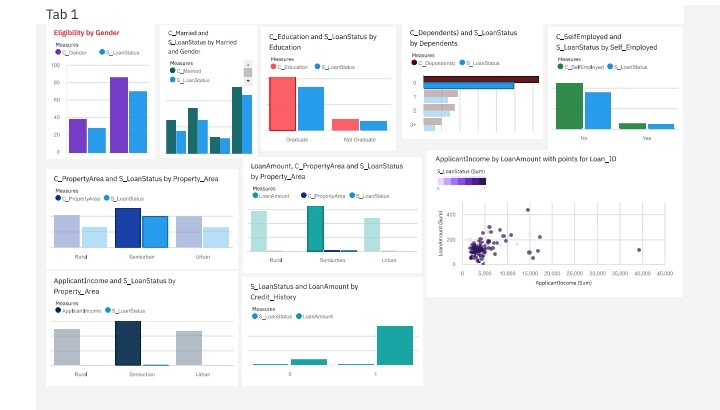 Tab 1
Eligibility by Gender
Measures
C_Gender S_LoanStatus
100
80
60
40
20
0
C_Married and
S_LoanStatus by Married
and Gender
Measures
C_Married
S_LoanStatus
C_Education and S_LoanStatus by
Education
Measures
C_Education S_LoanStatus
Graduate Not Graduate
C_Dependents) and S_LoanStatus
by Dependents
Measures
C_Dependents) S_LoanStatus
0
1
2
3+
C_SelfEmployed and
S_LoanStatus by Self_Employed
Measures
C_SelfEmployed S_LoanStatus
No Yes
C_PropertyArea and S_LoanStatus by Property_Area
Measures
C_PropertyArea S_LoanStatus
Rural Semiurban Urban
LoanAmount, C_PropertyArea and S_LoanStatus
by Property_Area
Measures
LoanAmount C_PropertyArea S_LoanStatus
Rural Semiurban Urban
ApplicantIncome by LoanAmount with points for Loan_ID
S_LoanStatus (Sum)
LoanAmount (Sum)
400
200
0
0 5,000 10,000 15,000 20,000 25,000 30,000 35,000 40,000 45,000
ApplicantIncome (Sum)
ApplicantIncome and S_LoanStatus by
Property_Area
Measures
ApplicantIncome S_LoanStatus
Rural Semiurban Urban
S_LoanStatus and LoanAmount by
Credit_History
Measures
S_LoanStatus LoanAmount
0 1